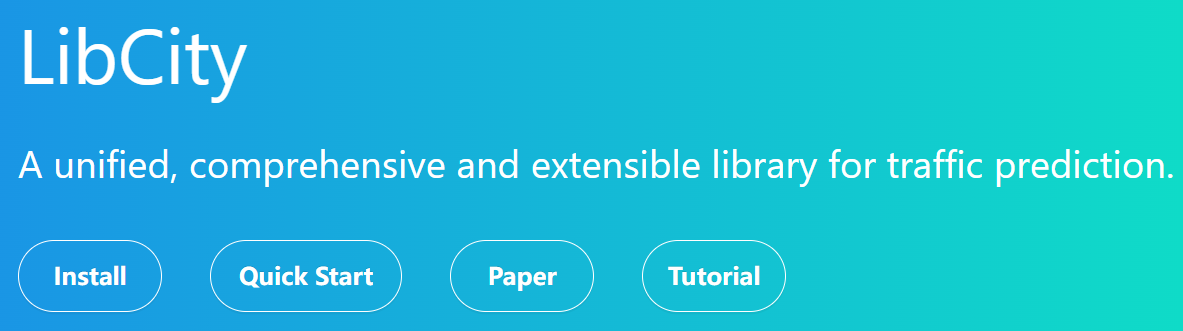 LibCity
A unified, comprehensive and extensible library for traffic prediction.
Install Quick Start Paper Tutorial